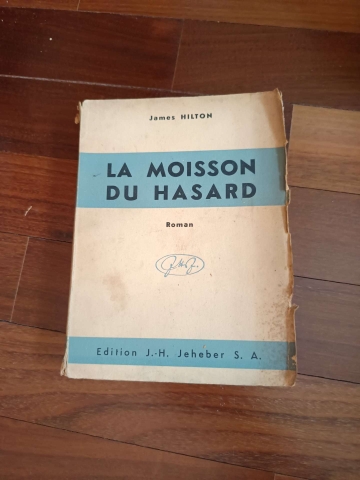 James HILTON
LA MOISSON
DU HASARD
Roman
Edition J.-H. Jeheber S. A.